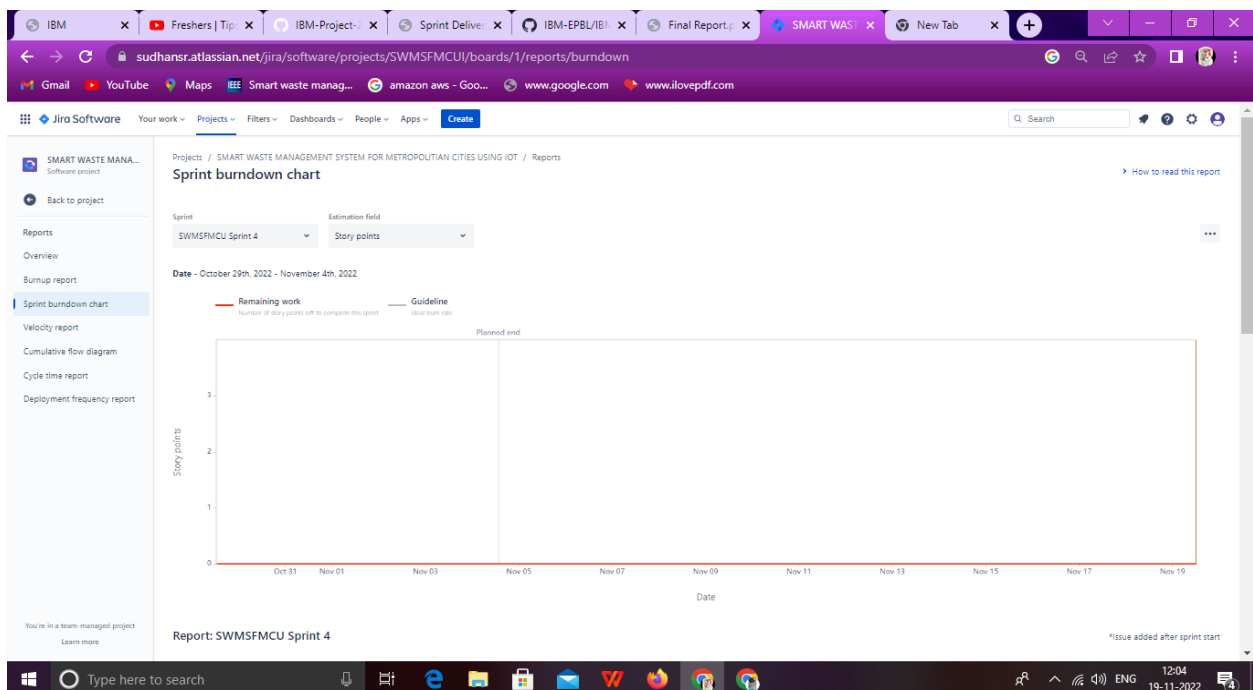 IBM
Freshers | Tip
IBM-Project-2
Sprint Deliver
IBM-EPBL/IBM
Final Report.p
SMART WAST
New Tab
sudhansr.atlassian.net/jira/software/projects/SWMSFMCUI/boards/1/reports/burndown
Gmail YouTube Maps IEEE Smart waste manag... amazon aws - Goo... www.google.com www.ilovepdf.com
Jira Software Your work Projects Filters Dashboards People Apps Create Search
SMART WASTE MANA...
Software project
Back to project
Reports
Overview
Burnup report
Sprint burndown chart
Velocity report
Cumulative flow diagram
Cycle time report
Deployment frequency report
You're in a team-managed project
Learn more
Projects / SMART WASTE MANAGEMENT SYSTEM FOR METROPOLITIAN CITIES USING IOT / Reports
Sprint burndown chart
How to read this report
Sprint Estimation field
SWMSFMCU Sprint 4 Story points
Date - October 29th, 2022 - November 4th, 2022
Remaining work Guideline
Number of story points left to complete this sprint Ideal burn rate
Planned end
3
2
1
0
Story points
Oct 31 Nov 01 Nov 03 Nov 05 Nov 07 Nov 09 Nov 11 Nov 13 Nov 15 Nov 17 Nov 19
Date
Report: SWMSFMCU Sprint 4
*Issue added after sprint start
Type here to search
ENG
12:04
19-11-2022
4